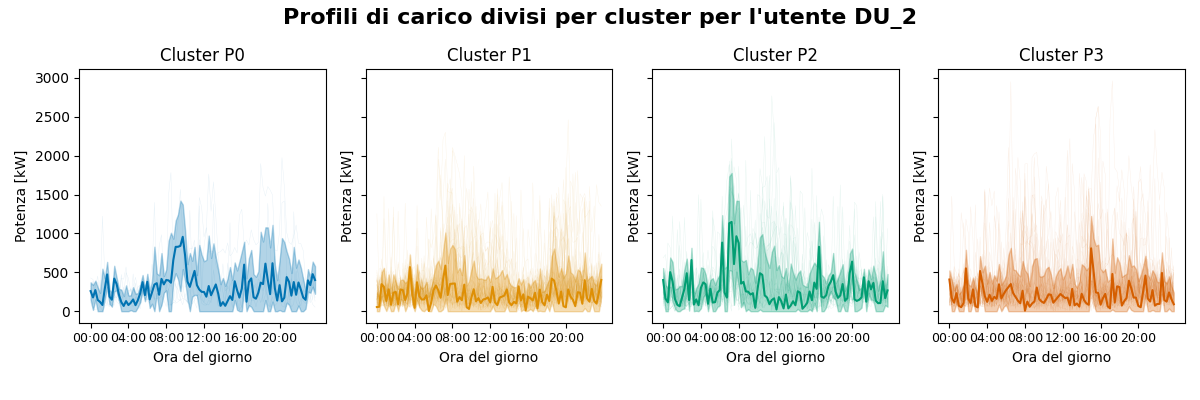 Profili di carico divisi per cluster per l'utente DU_2
Cluster P0
Cluster P1
Cluster P2
Cluster P3
3000
2500
2000
1500
1000
500
0
Potenza [kW]
Potenza [kW]
Potenza [kW]
Potenza [kW]
00:00 04:00 08:00 12:00 16:00 20:00
00:00 04:00 08:00 12:00 16:00 20:00
00:00 04:00 08:00 12:00 16:00 20:00
00:00 04:00 08:00 12:00 16:00 20:00
Ora del giorno
Ora del giorno
Ora del giorno
Ora del giorno